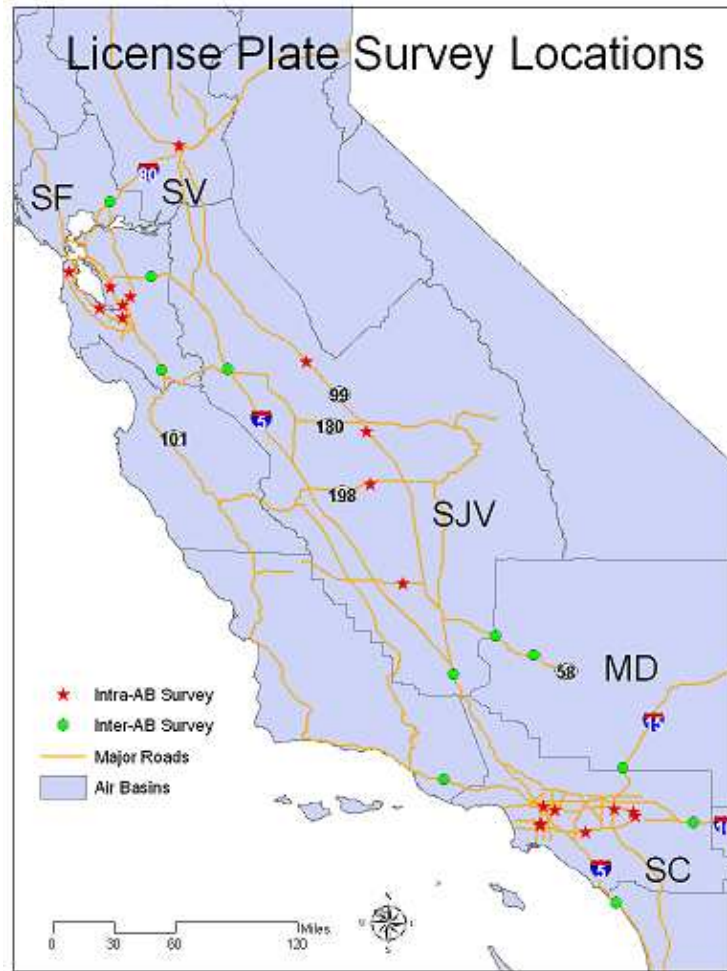 License Plate Survey Locations
80
SF
SV
99
5
180
101
198
SJV
58
MD
15
Intra-AB Survey
Inter-AB Survey
Major Roads
Air Basins
10
5
SC
Miles
0 30 60 120